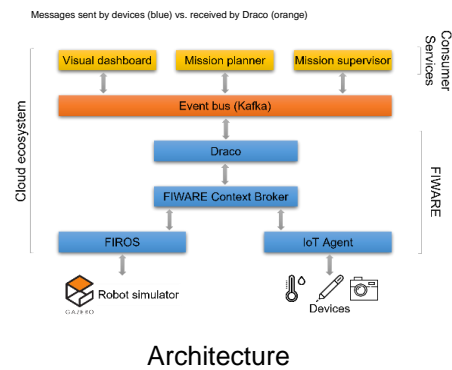 Messages sent by devices (blue) vs. received by Draco (orange)
Visual dashboard
Mission planner
Mission supervisor
Consumer
Services
Event bus (Kafka)
Cloud ecosystem
Draco
FIWARE Context Broker
FIWARE
FIROS
IoT Agent
Robot simulator
GAZEBO
Devices
Architecture